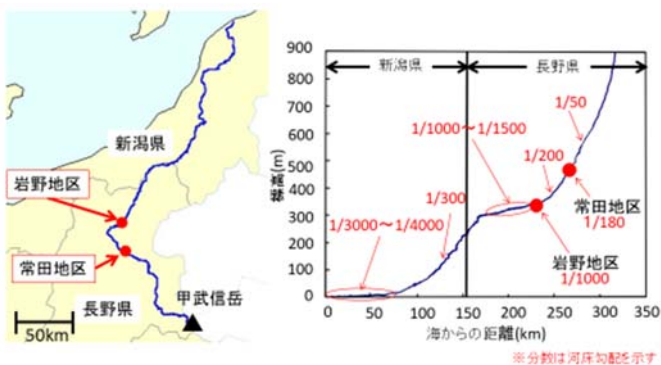 新潟県
岩野地区
常田地区
長野県
甲武信岳
50km
新潟県
長野県
標高(m)
900
800
700
600
500
400
300
200
100
0
1/50
1/1000～1/1500
1/200
常田地区
1/180
1/300
1/3000～1/4000
岩野地区
1/1000
0 50 100 150 200 250 300 350
海からの距離(km)
※分数は河床勾配を示す